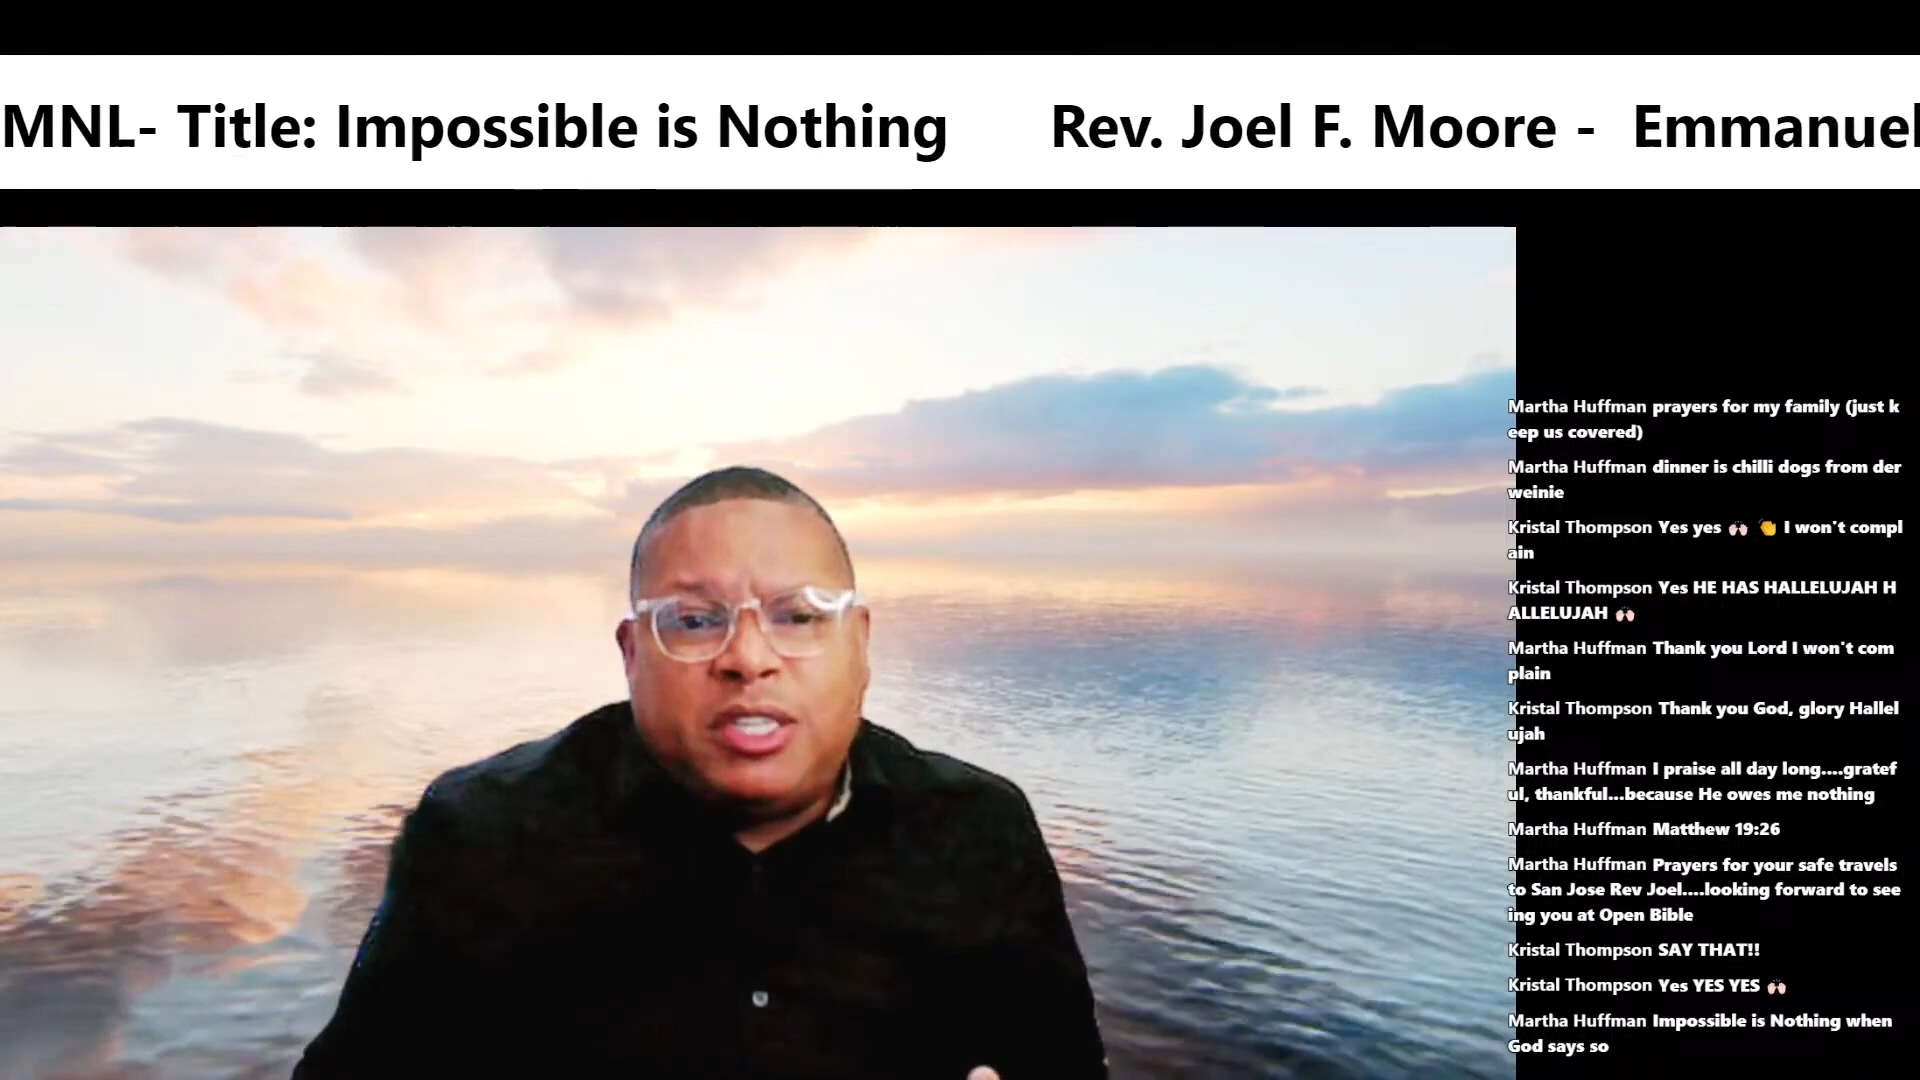 MNL- Title: Impossible is Nothing Rev. Joel F. Moore - Emmanuel
Martha Huffman prayers for my family (just k
eep us covered)
Martha Huffman dinner is chilli dogs from der
weinie
Kristal Thompson Yes yes 🙌🏻 👏 I won't compl
ain
Kristal Thompson Yes HE HAS HALLELUJAH H
ALLELUJAH 🙌🏻
Martha Huffman Thank you Lord I won't com
plain
Kristal Thompson Thank you God, glory Hallel
ujah
Martha Huffman I praise all day long....gratef
ul, thankful...because He owes me nothing
Martha Huffman Matthew 19:26
Martha Huffman Prayers for your safe travels
to San Jose Rev Joel....looking forward to see
ing you at Open Bible
Kristal Thompson SAY THAT!!
Kristal Thompson Yes YES YES 🙌🏻
Martha Huffman Impossible is Nothing when
God says so